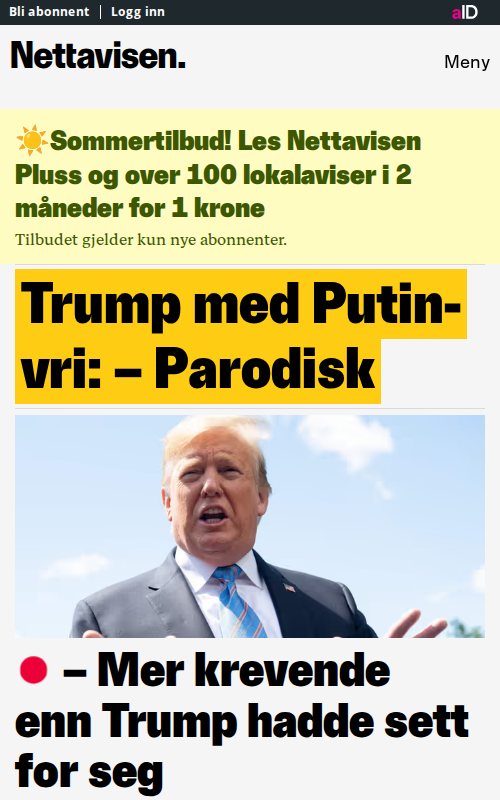 Bli abonnent | Logg inn aID
Nettavisen.
Meny
☀️Sommertilbud! Les Nettavisen
Pluss og over 100 lokalaviser i 2
måneder for 1 krone
Tilbudet gjelder kun nye abonnenter.
Trump med Putin-
vri: – Parodisk
– Mer krevende
enn Trump hadde sett
for seg